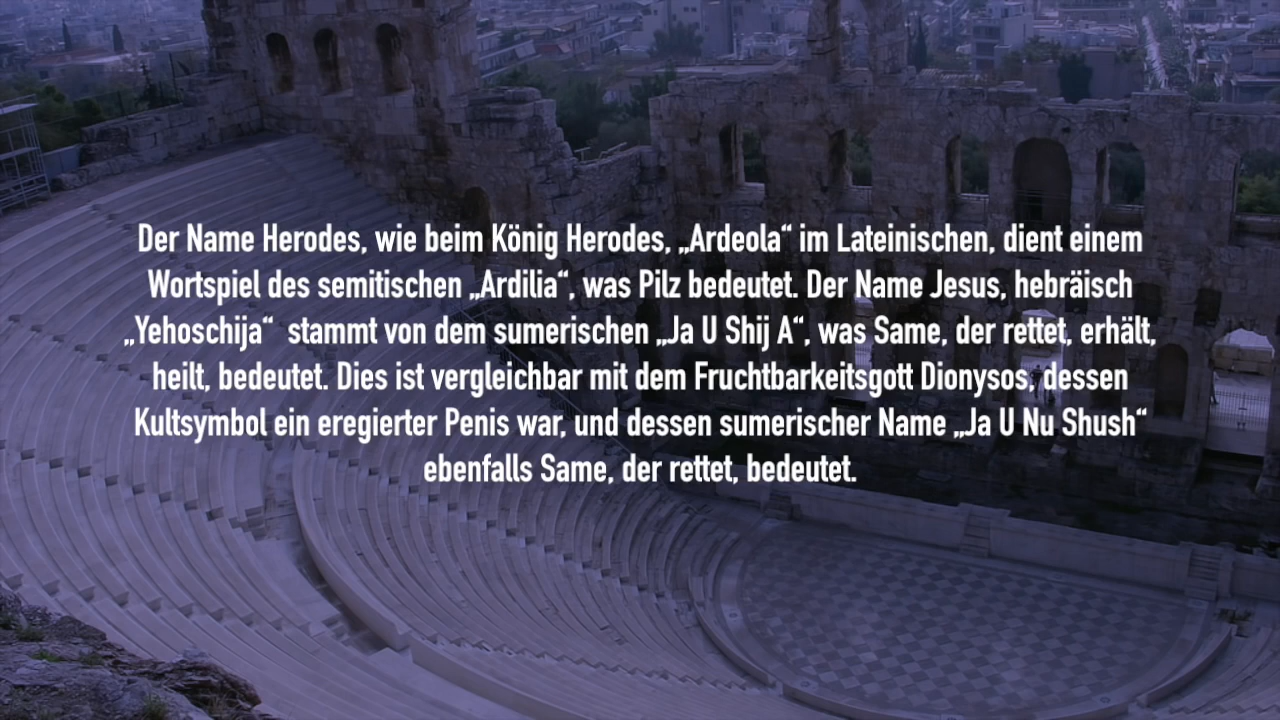 Der Name Herodes, wie beim König Herodes, „Ardeola“ im Lateinischen, dient einem
Wortspiel des semitischen „Ardilia“, was Pilz bedeutet. Der Name Jesus, hebräisch
„Yehoschija“  stammt von dem sumerischen „Ja U Shij A“, was Same, der rettet, erhält,
heilt, bedeutet. Dies ist vergleichbar mit dem Fruchtbarkeitsgott Dionysos, dessen
Kultsymbol ein eregierter Penis war, und dessen sumerischer Name „Ja U Nu Shush“
ebenfalls Same, der rettet, bedeutet.